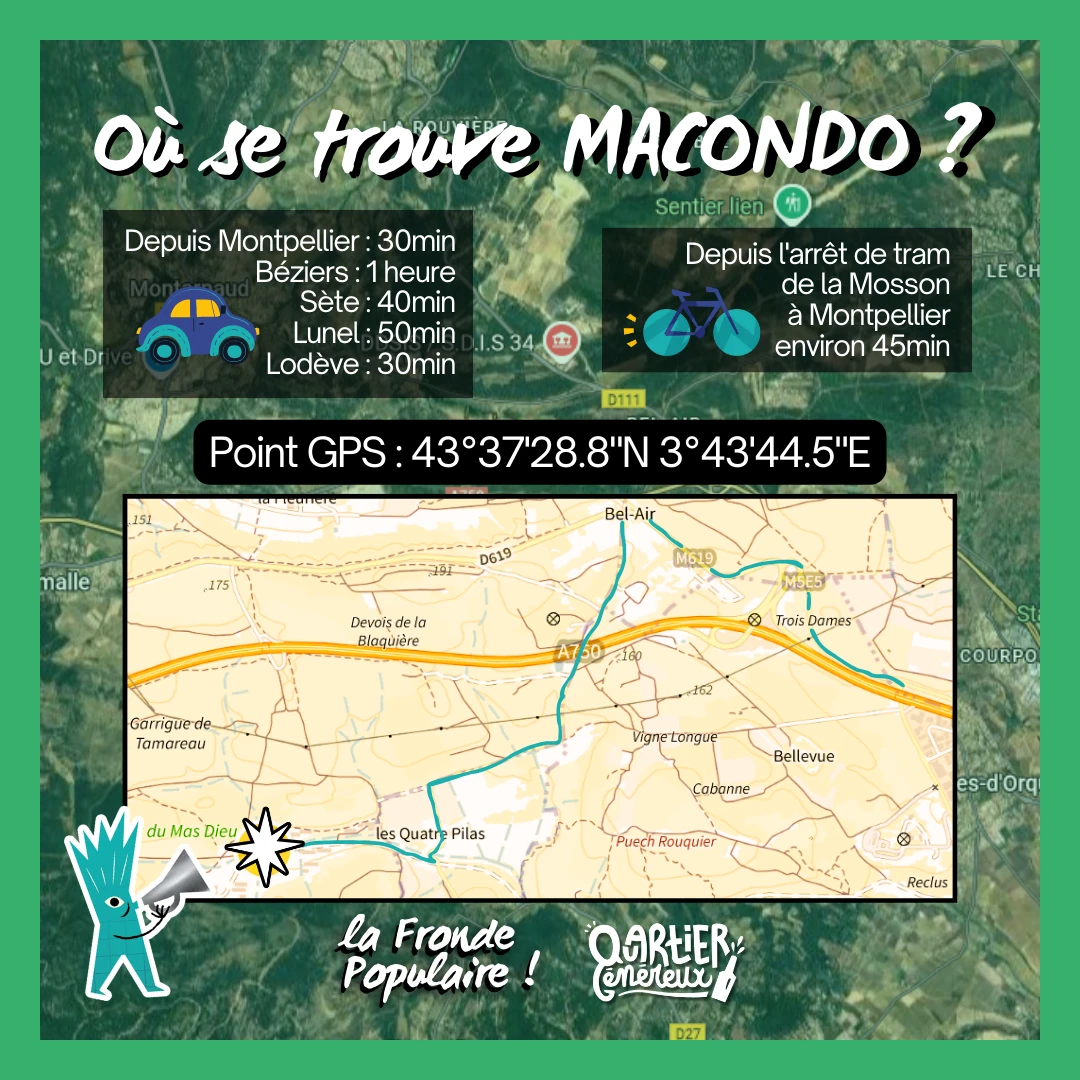 LA ROUVIÈRE
Où se trouve MACONDO ?
Sentier lien
Depuis Montpellier : 30min
Béziers : 1 heure
Sète : 40min
Lunel : 50min
Lodève : 30min
Montarnaud
U et Drive
S.D.I.S 34
Depuis l'arrêt de tram
de la Mosson
à Montpellier
environ 45min
LE CH
D111
BEL-AIR
Point GPS : 43°37'28.8"N 3°43'44.5"E
A750
malle
la Fleurière
Bel-Air
151
D619
M619
191
175
M5E5
Devois de la
Blaquière
Trois Dames
A750
160
162
Garrigue de
Tamareau
Vigne Longue
Bellevue
Cabanne
COURPO
es-d'Orq
du Mas Dieu
les Quatre Pilas
Puech Rouquier
Reclus
la Fronde
Populaire !
QUARTIER
Généreux
D27